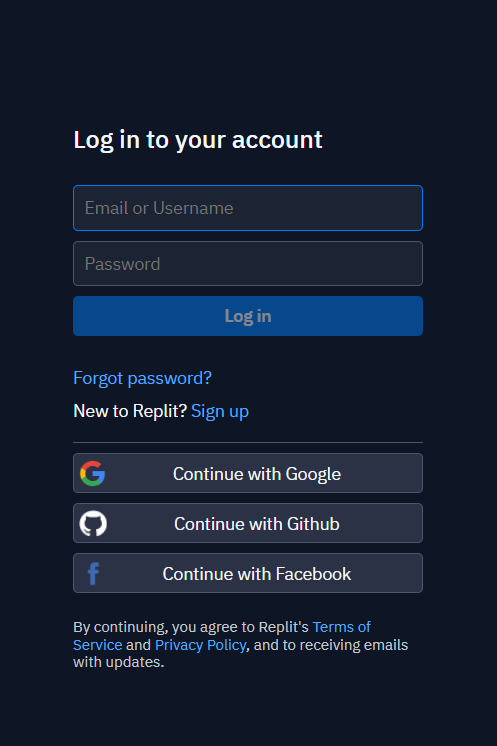 Log in to your account
Email or Username
Password
Log in
Forgot password?
New to Replit? Sign up
Continue with Google
Continue with Github
Continue with Facebook
By continuing, you agree to Replit's Terms of
Service and Privacy Policy, and to receiving emails
with updates.